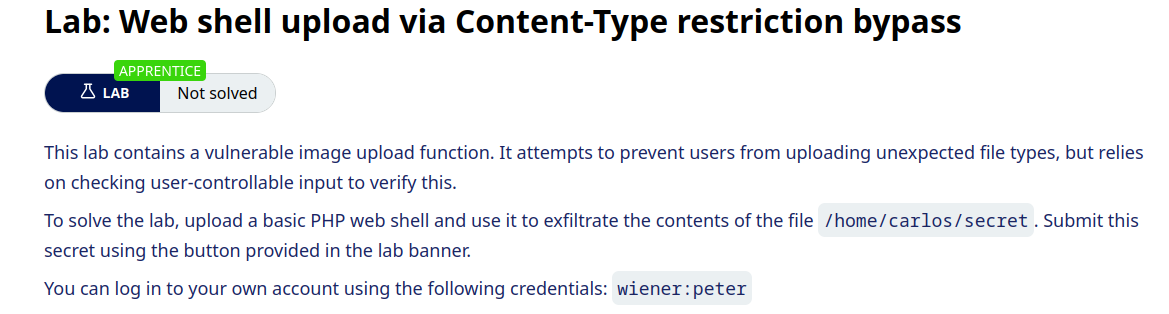 Lab: Web shell upload via Content-Type restriction bypass
APPRENTICE
LAB Not solved
This lab contains a vulnerable image upload function. It attempts to prevent users from uploading unexpected file types, but relies
on checking user-controllable input to verify this.
To solve the lab, upload a basic PHP web shell and use it to exfiltrate the contents of the file /home/carlos/secret. Submit this
secret using the button provided in the lab banner.
You can log in to your own account using the following credentials: wiener:peter